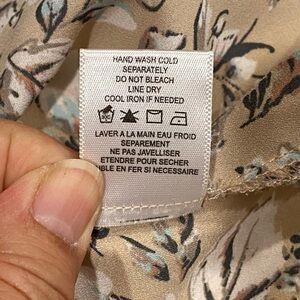 HAND WASH COLD
SEPARATELY
DO NOT BLEACH
LINE DRY
COOL IRON IF NEEDED
LAVER A LA MAIN EAU FROID
SEPAREMENT
NE PAS JAVELLISER
ETENDRE POUR SECHER
IBLE EN FER SI NECESSAIRE